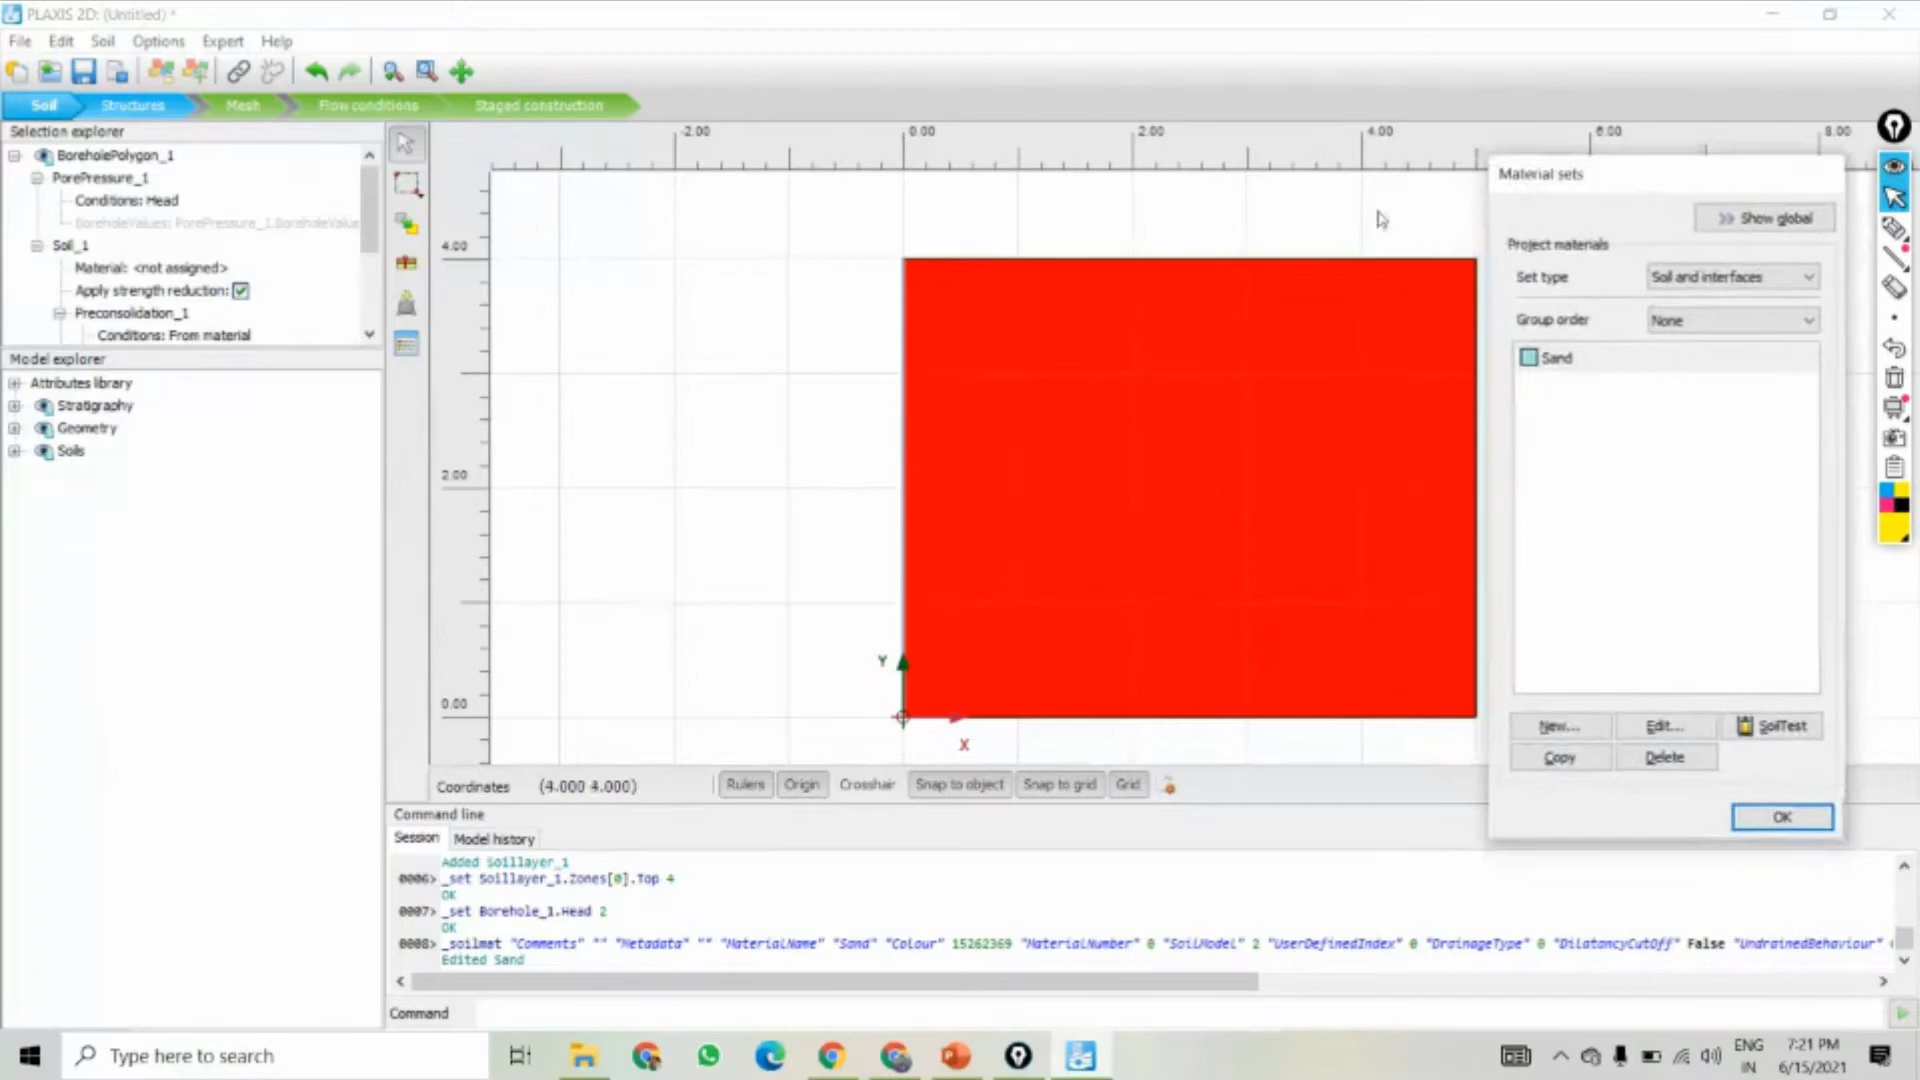 PLAXIS 2D: (Untitled) *
File Edit Soil Options Expert Help
Soil Structures Mesh Flow conditions Staged construction
Selection explorer
BoreholePolygon_1
PorePressure_1
Conditions: Head
BoreholeValues: PorePressure_1.BoreholeValue
Soil_1
Material: <not assigned>
Apply strength reduction:
Preconsolidation_1
Conditions: From material
Model explorer
Attributes library
Stratigraphy
Geometry
Soils
-2.00 0.00 2.00 4.00 6.00 8.00
4.00
2.00
0.00
Y
X
Material sets
Show global
Project materials
Set type Soil and interfaces
Group order None
Sand
New... Edit... SoilTest
Copy Delete
OK
Coordinates (4.000 4.000) Rulers Origin Crosshair Snap to object Snap to grid Grid
Command line
Session Model history
Added Soillayer_1
0006> _set Soillayer_1.Zones[0].Top 4
OK
0007> _set Borehole_1.Head 2
OK
0008> _soilmat "Comments" "" "Metadata" "" "MaterialName" "Sand" "Colour" 15262369 "MaterialNumber" 0 "SoilModel" 2 "UserDefinedIndex" 0 "DrainageType" 0 "DilatancyCutOff" False "UndrainedBehaviour"
Edited Sand
Command
Type here to search
ENG
IN
7:21 PM
6/15/2021